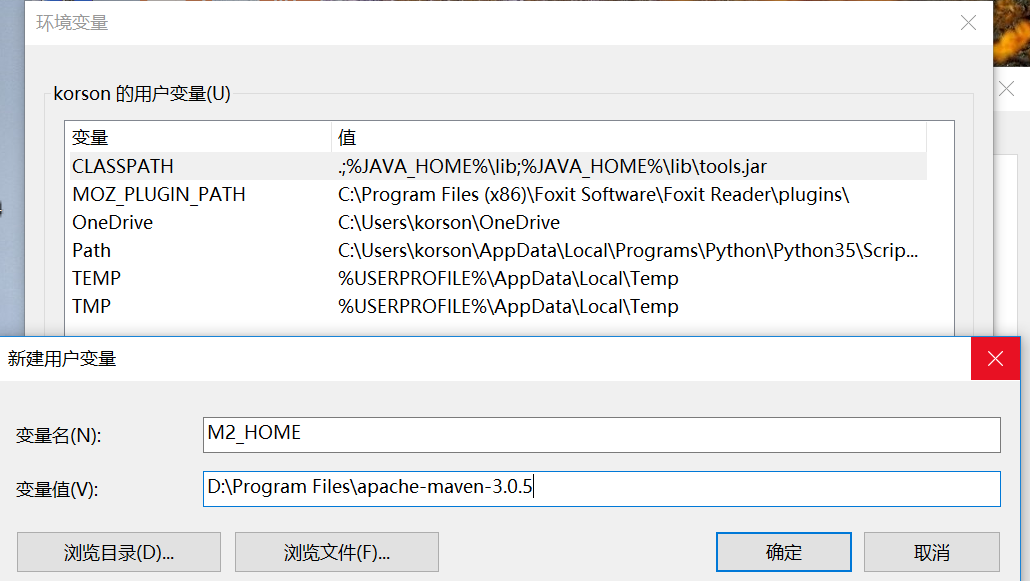 环境变量
korson 的用户变量(U)
变量 值
CLASSPATH .;%JAVA_HOME%\lib;%JAVA_HOME%\lib\tools.jar
MOZ_PLUGIN_PATH C:\Program Files (x86)\Foxit Software\Foxit Reader\plugins\
OneDrive C:\Users\korson\OneDrive
Path C:\Users\korson\AppData\Local\Programs\Python\Python35\Scrip...
TEMP %USERPROFILE%\AppData\Local\Temp
TMP %USERPROFILE%\AppData\Local\Temp
新建用户变量
变量名(N): M2_HOME
变量值(V): D:\Program Files\apache-maven-3.0.5
浏览目录(D)... 浏览文件(F)... 确定 取消